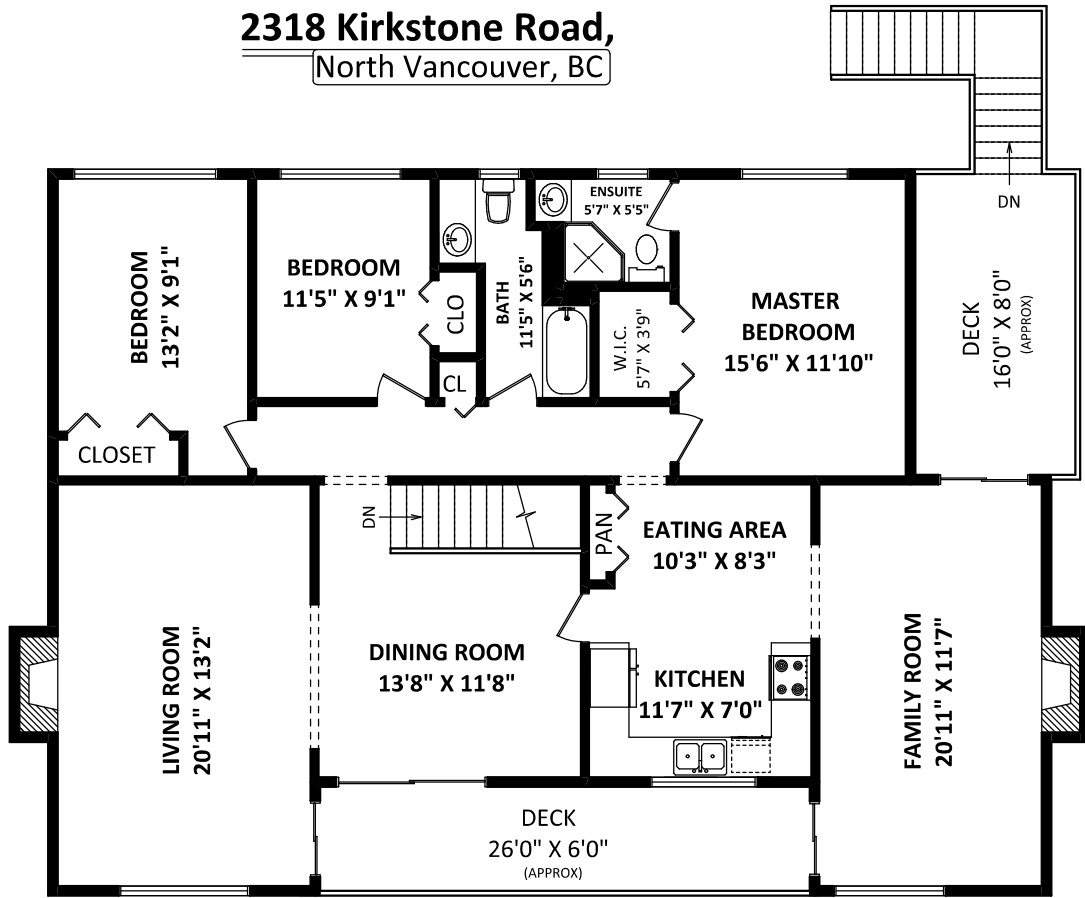 2318 Kirkstone Road,
North Vancouver, BC
DN
ENSUITE
5'7" X 5'5"
BEDROOM
13'2" X 9'1"
BEDROOM
11'5" X 9'1"
CLO
BATH
11'5" X 5'6"
W.I.C.
5'7" X 3'9"
MASTER
BEDROOM
15'6" X 11'10"
DECK
16'0" X 8'0"
(APPROX)
CL
CLOSET
DN
PAN
EATING AREA
10'3" X 8'3"
LIVING ROOM
20'11" X 13'2"
DINING ROOM
13'8" X 11'8"
KITCHEN
11'7" X 7'0"
FAMILY ROOM
20'11" X 11'7"
DECK
26'0" X 6'0"
(APPROX)